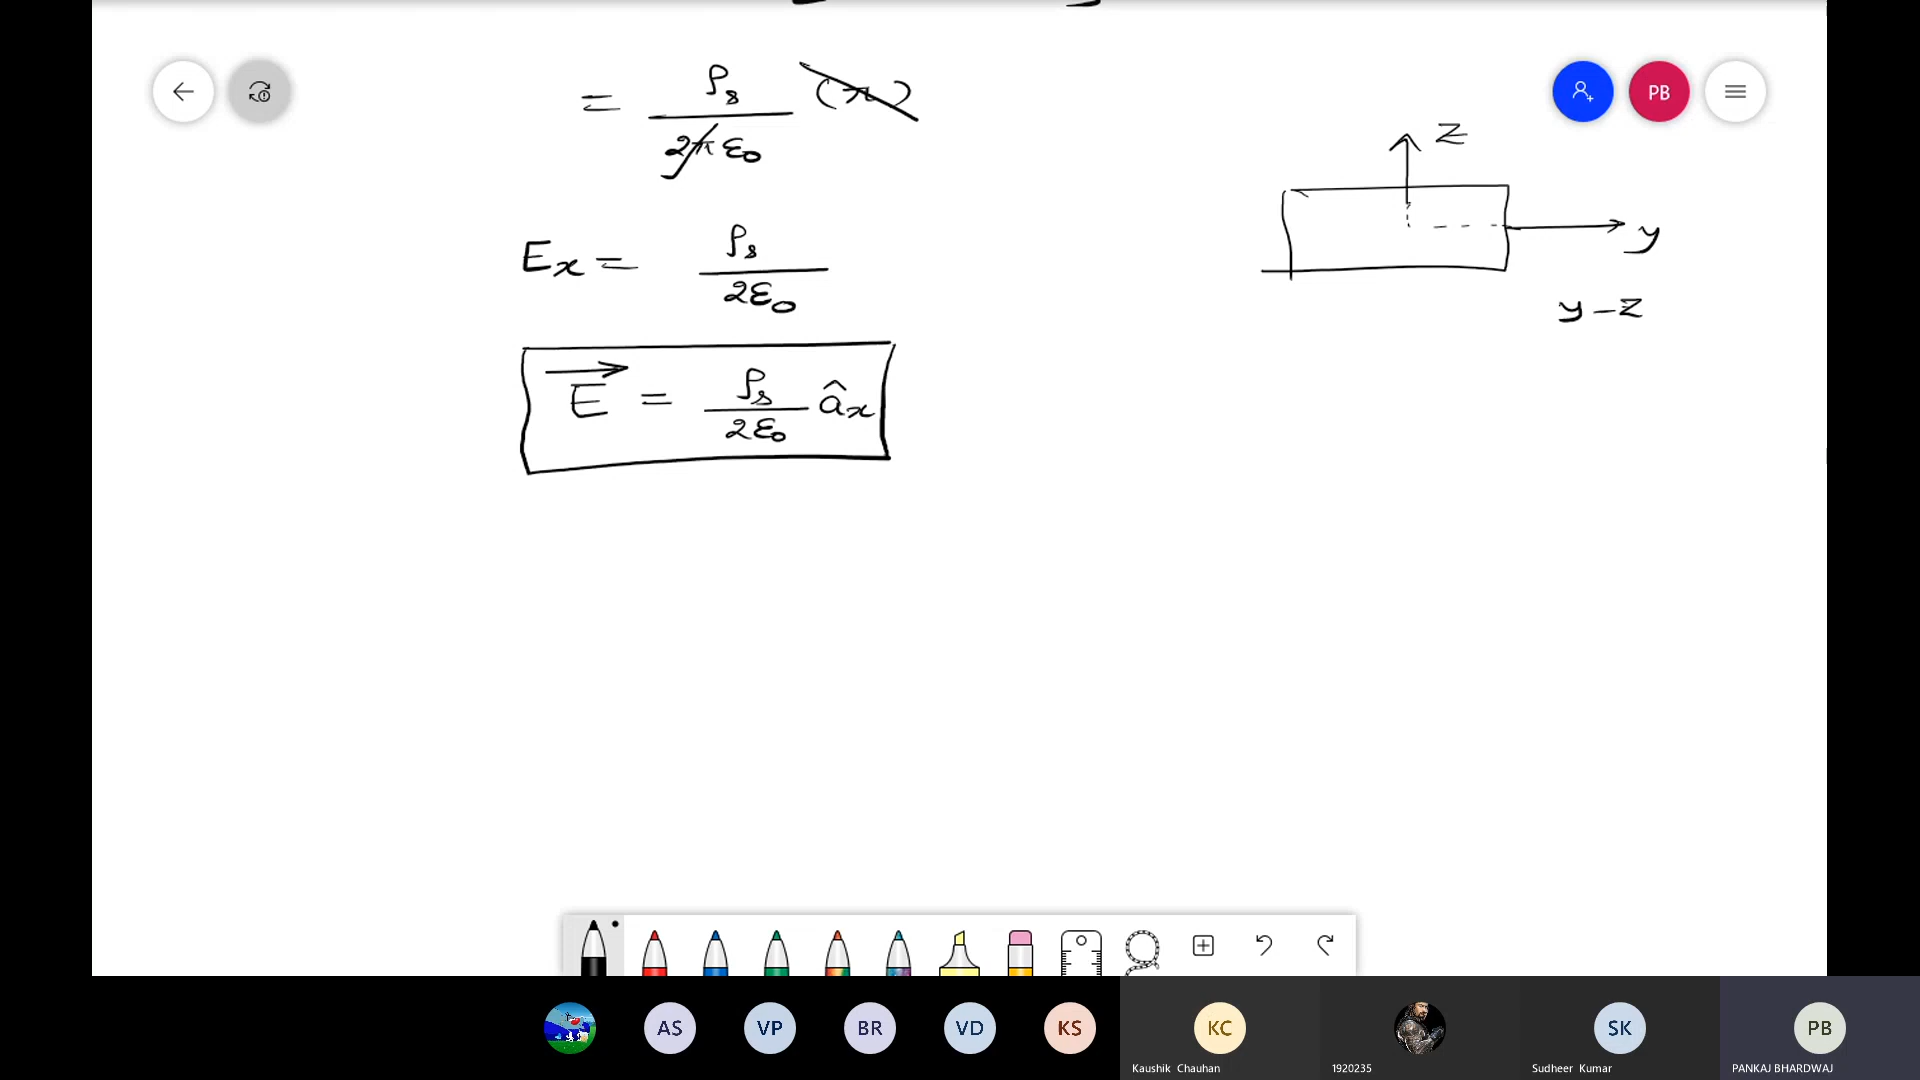 = ρs / 2π ε0 (π)
PB
z
Ex = ρs / 2ε0
y
y - z
E = ρs / 2ε0 âx
AS VP BR VD KS KC SK PB
Kaushik Chauhan 1920235 Sudheer Kumar PANKAJ BHARDWAJ